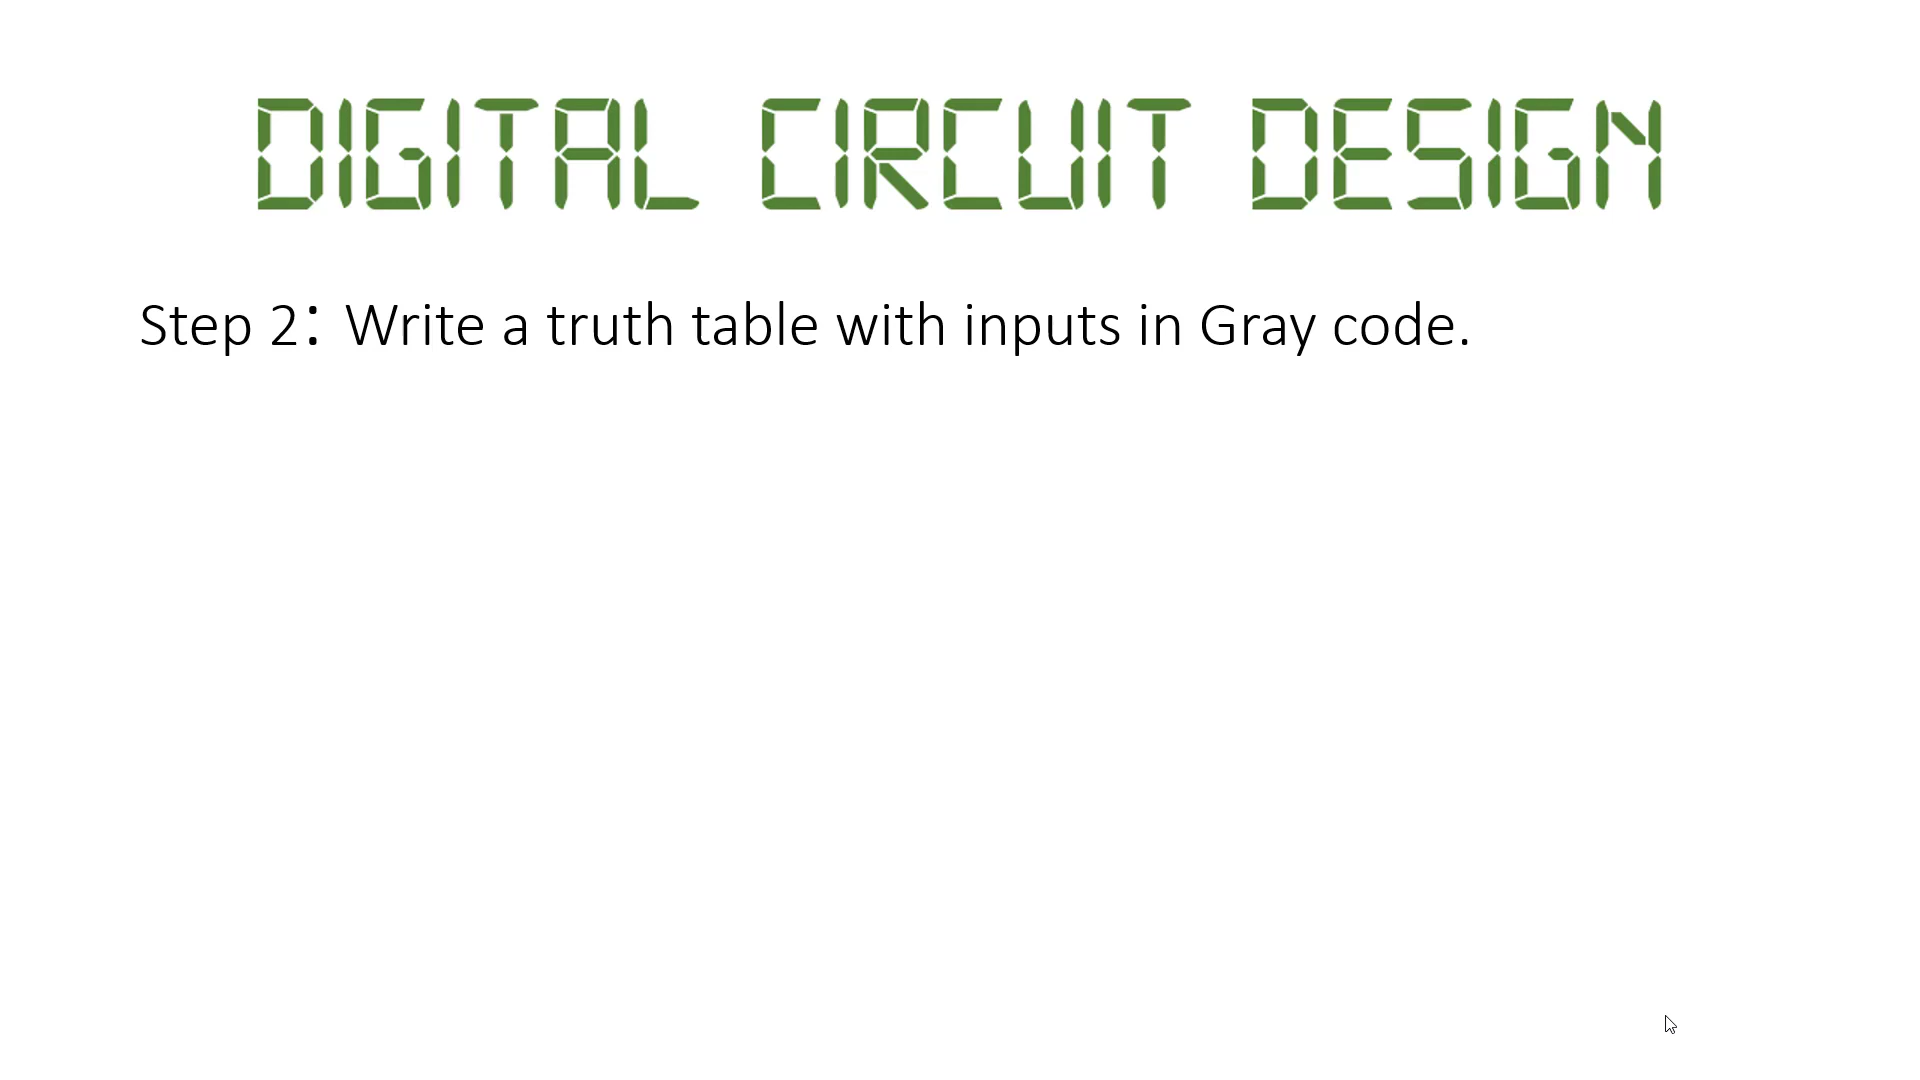 DIGITAL CIRCUIT DESIGN
Step 2: Write a truth table with inputs in Gray code.